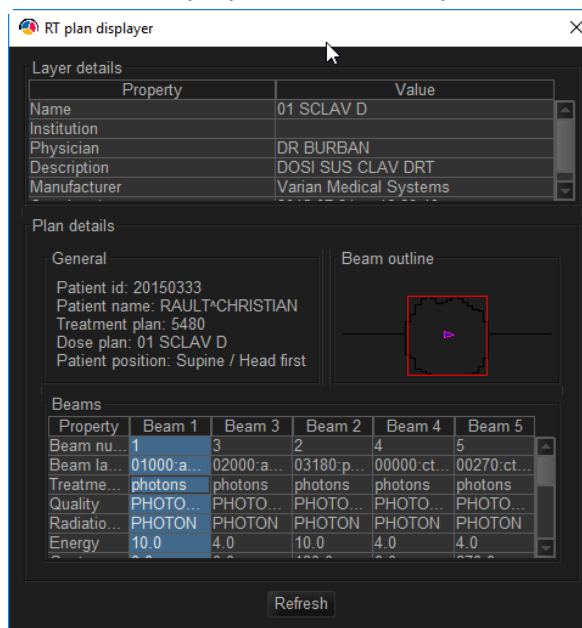 RT plan displayer
Layer details
Property Value
Name 01 SCLAV D
Institution
Physician DR BURBAN
Description DOSI SUS CLAV DRT
Manufacturer Varian Medical Systems
Plan details
General
Patient id: 20150333
Patient name: RAULT^CHRISTIAN
Treatment plan: 5480
Dose plan: 01 SCLAV D
Patient position: Supine / Head first
Beam outline
Beams
Property Beam 1 Beam 3 Beam 2 Beam 4 Beam 5
Beam nu... 1 3 2 4 5
Beam la... 01000:a... 02000:a... 03180:p... 00000:ct... 00270:ct...
Treatme... photons photons photons photons photons
Quality PHOTO... PHOTO... PHOTO... PHOTO... PHOTO...
Radiatio... PHOTON PHOTON PHOTON PHOTON PHOTON
Energy 10.0 4.0 10.0 4.0 4.0
Refresh